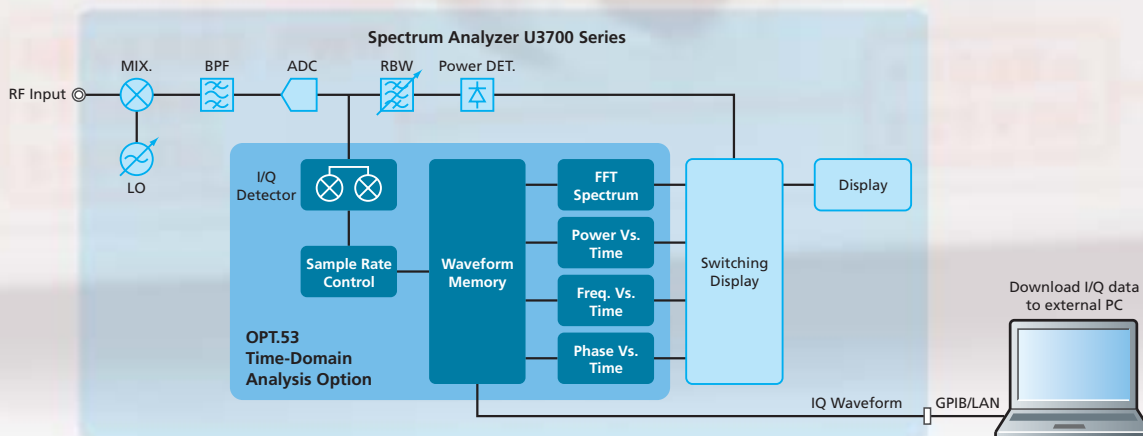 Spectrum Analyzer U3700 Series
MIX.
BPF
ADC
RBW
Power DET.
RF Input
LO
I/Q
Detector
Sample Rate
Control
Waveform
Memory
FFT
Spectrum
Power Vs.
Time
Freq. Vs.
Time
Phase Vs.
Time
Switching
Display
Display
OPT.53
Time-Domain
Analysis Option
Download I/Q data
to external PC
IQ Waveform
GPIB/LAN